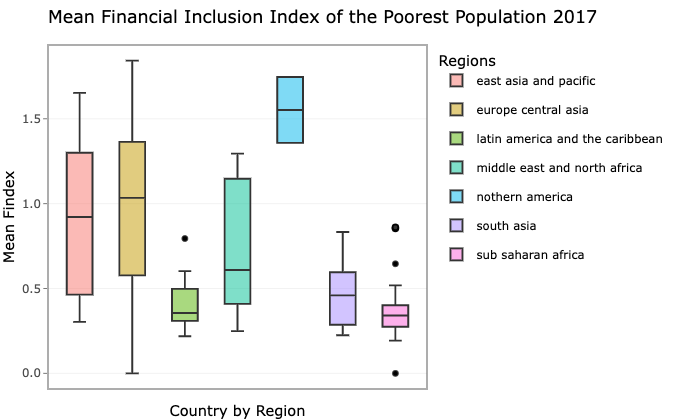 Mean Financial Inclusion Index of the Poorest Population 2017
Mean Findex
1.5
1.0
0.5
0.0
Country by Region
Regions
east asia and pacific
europe central asia
latin america and the caribbean
middle east and north africa
nothern america
south asia
sub saharan africa